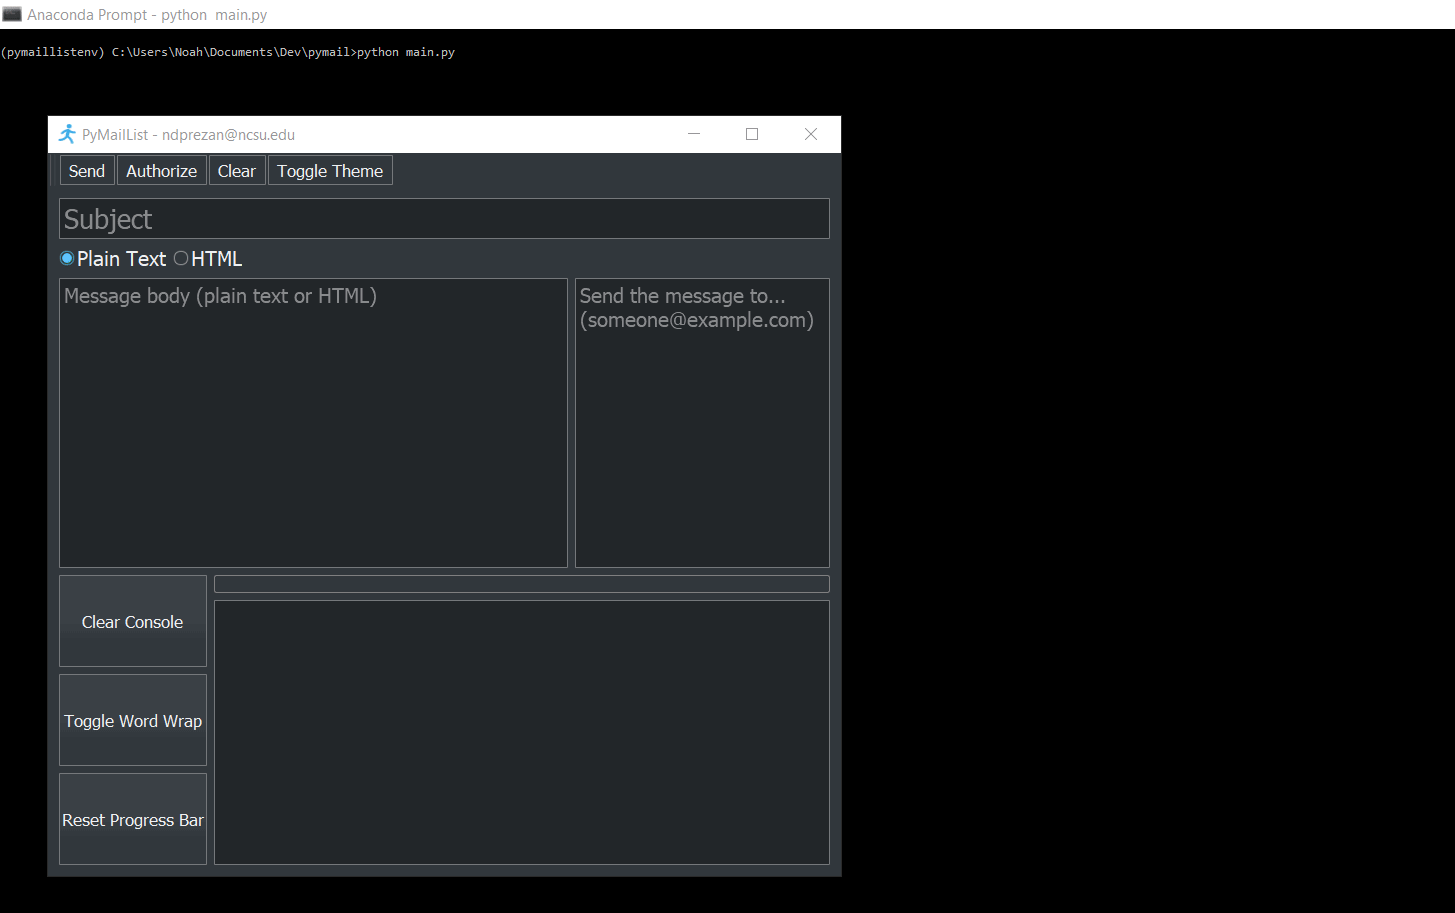 Anaconda Prompt - python  main.py
(pymaillistenv) C:\Users\Noah\Documents\Dev\pymail>python main.py
PyMailList - ndprezan@ncsu.edu
Send Authorize Clear Toggle Theme
Subject
Plain Text HTML
Message body (plain text or HTML)
Send the message to...
(someone@example.com)
Clear Console
Toggle Word Wrap
Reset Progress Bar